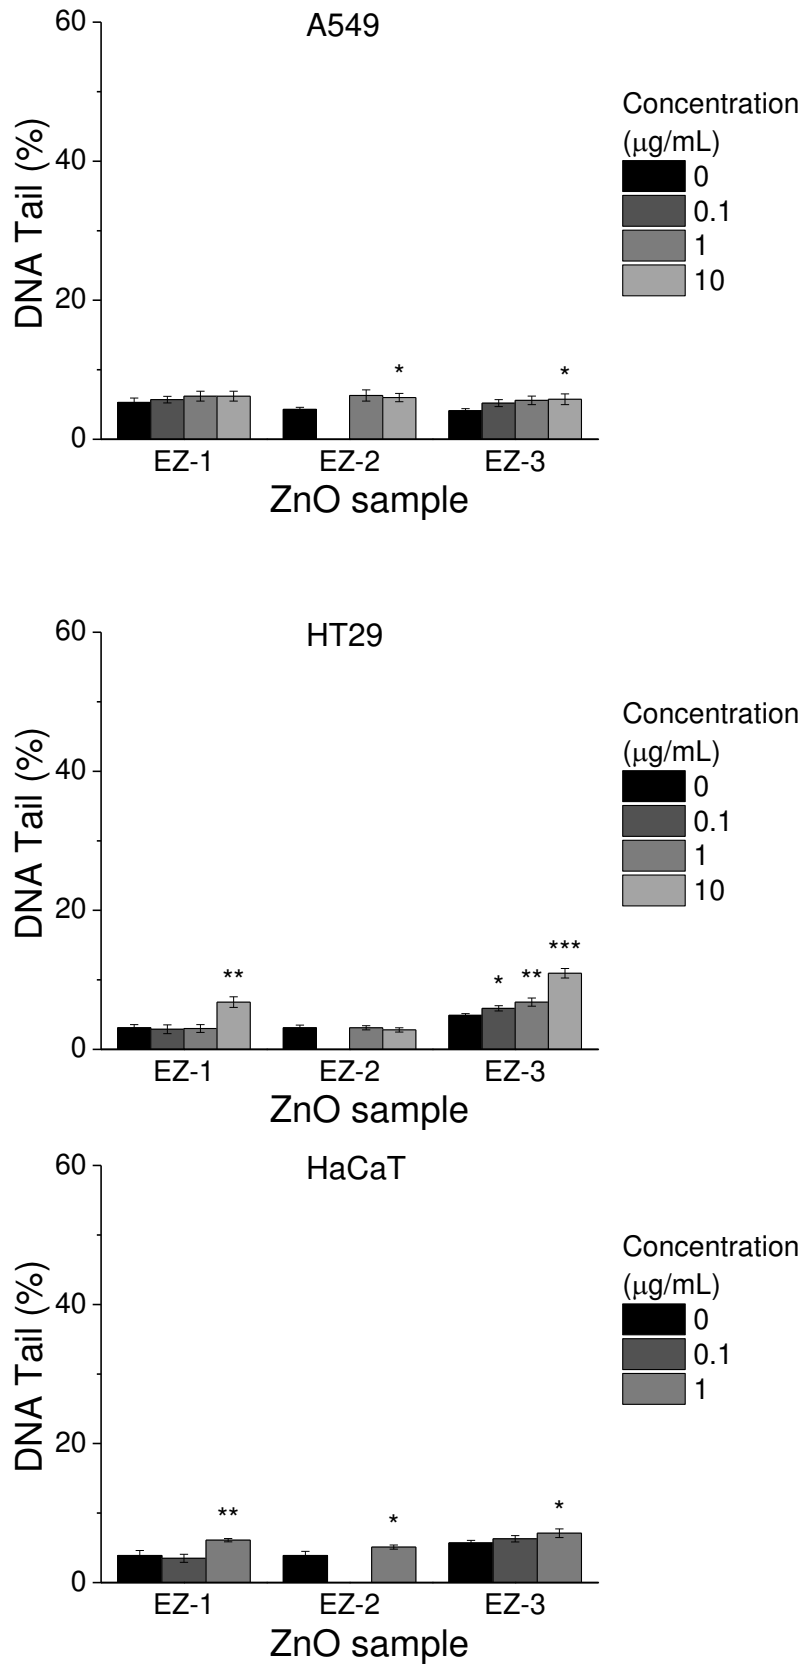 A549
60
40
20
0
DNA Tail (%)
*
*
EZ-1 EZ-2 EZ-3
ZnO sample
Concentration
(μg/mL)
0
0.1
1
10
HT29
60
40
20
0
DNA Tail (%)
**
*
**
***
EZ-1 EZ-2 EZ-3
ZnO sample
Concentration
(μg/mL)
0
0.1
1
10
HaCaT
60
40
20
0
DNA Tail (%)
**
*
*
EZ-1 EZ-2 EZ-3
ZnO sample
Concentration
(μg/mL)
0
0.1
1